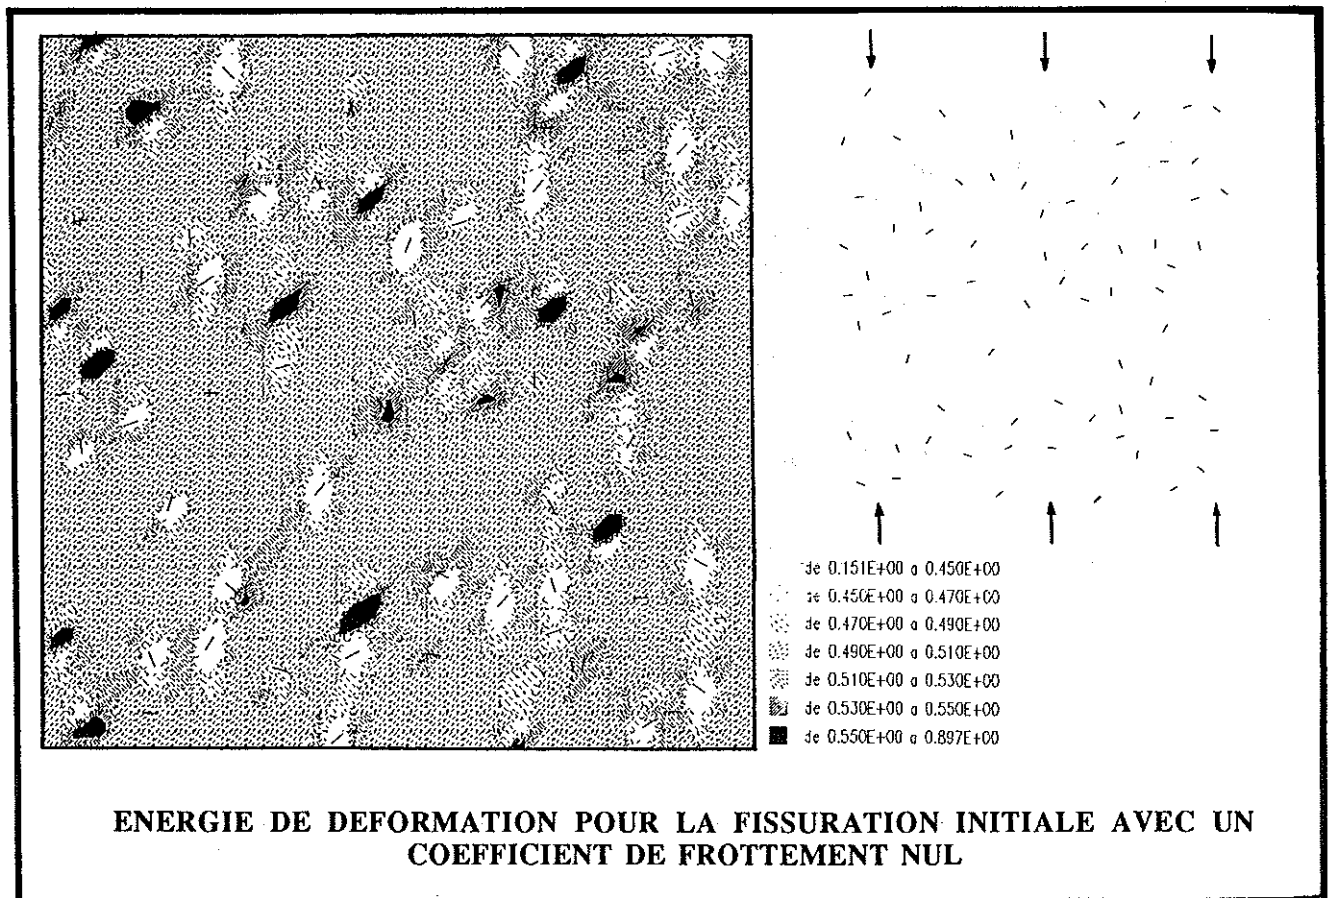 de 0.151E+00 a 0.450E+00
de 0.450E+00 a 0.470E+00
de 0.470E+00 a 0.490E+00
de 0.490E+00 a 0.510E+00
de 0.510E+00 a 0.530E+00
de 0.530E+00 a 0.550E+00
de 0.550E+00 a 0.897E+00
ENERGIE DE DEFORMATION POUR LA FISSURATION INITIALE AVEC UN
COEFFICIENT DE FROTTEMENT NUL